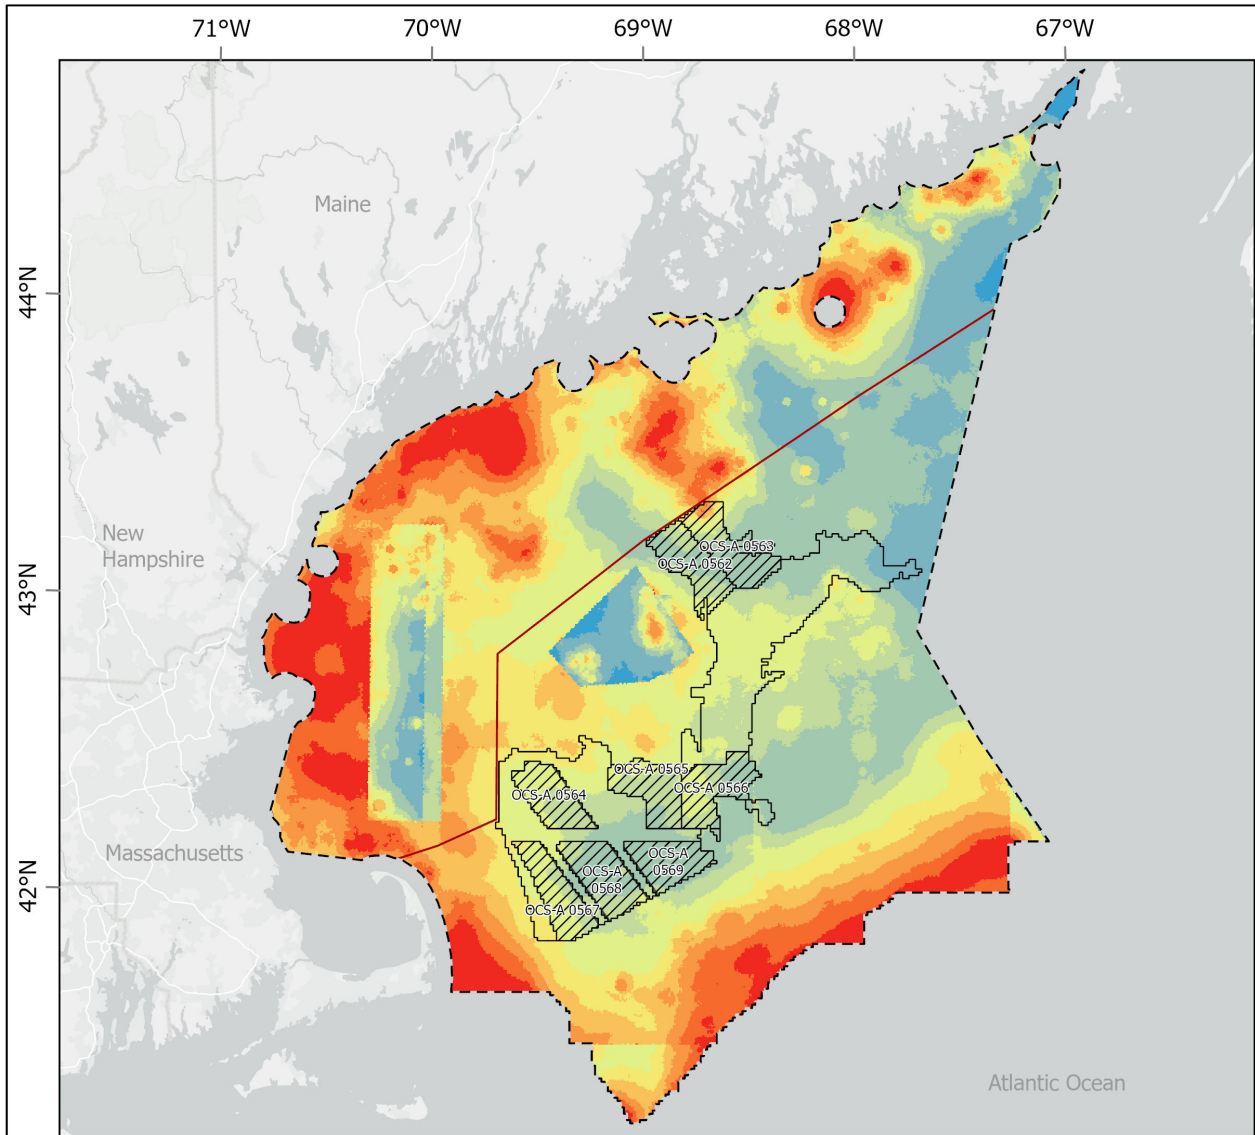 71°W 70°W 69°W 68°W 67°W
44°N
Maine
New
Hampshire
43°N
OCS-A 0563
OCS-A 0562
OCS-A 0565
OCS-A 0566
OCS-A 0564
Massachusetts
42°N
OCS-A
0569
OCS-A
0568
OCS-A 0567
Atlantic Ocean